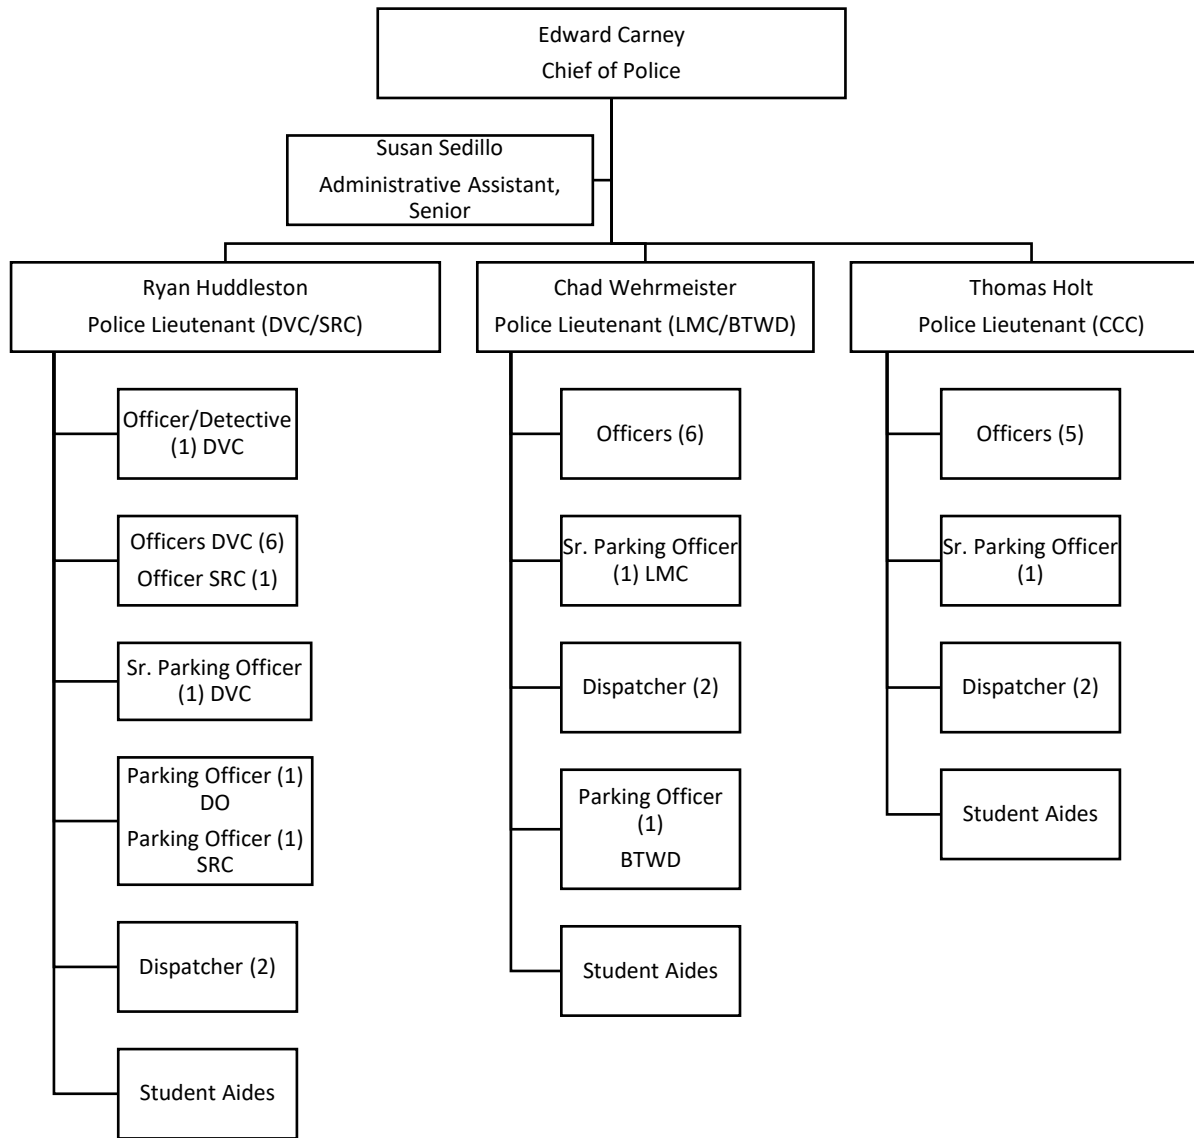 Edward Carney
Chief of Police
Susan Sedillo
Administrative Assistant,
Senior
Ryan Huddleston
Police Lieutenant (DVC/SRC)
Officer/Detective
(1) DVC
Officers DVC (6)
Officer SRC (1)
Sr. Parking Officer
(1) DVC
Parking Officer (1)
DO
Parking Officer (1)
SRC
Dispatcher (2)
Student Aides
Chad Wehrmeister
Police Lieutenant (LMC/BTWD)
Officers (6)
Sr. Parking Officer
(1) LMC
Dispatcher (2)
Parking Officer
(1)
BTWD
Student Aides
Thomas Holt
Police Lieutenant (CCC)
Officers (5)
Sr. Parking Officer
(1)
Dispatcher (2)
Student Aides